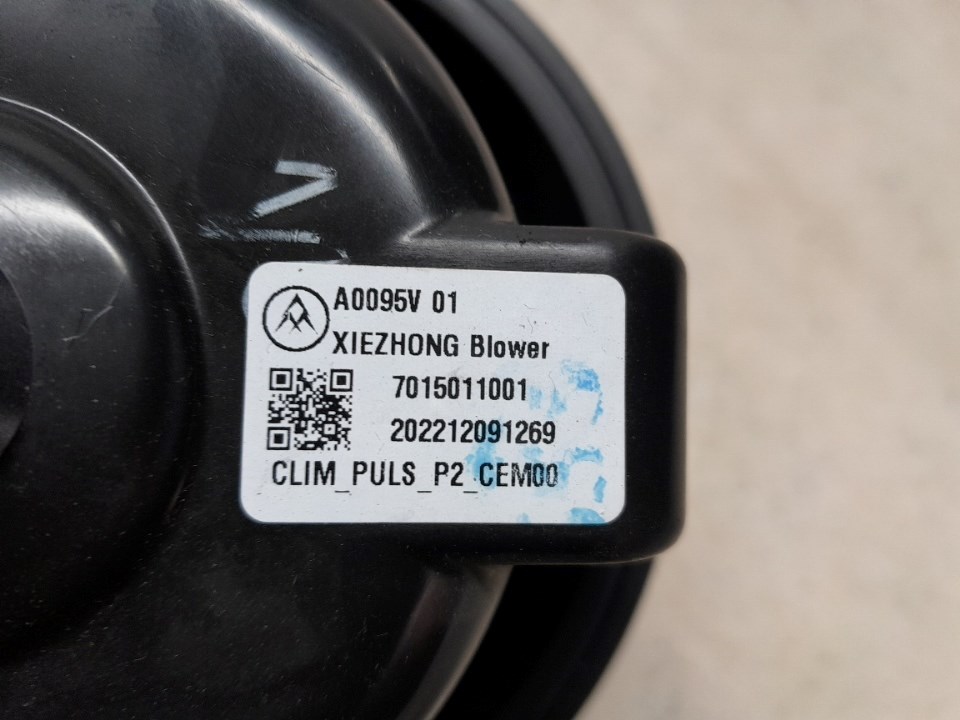 A0095V 01
XIEZHONG Blower
7015011001
202212091269
CLIM_PULS_P2_CEM00